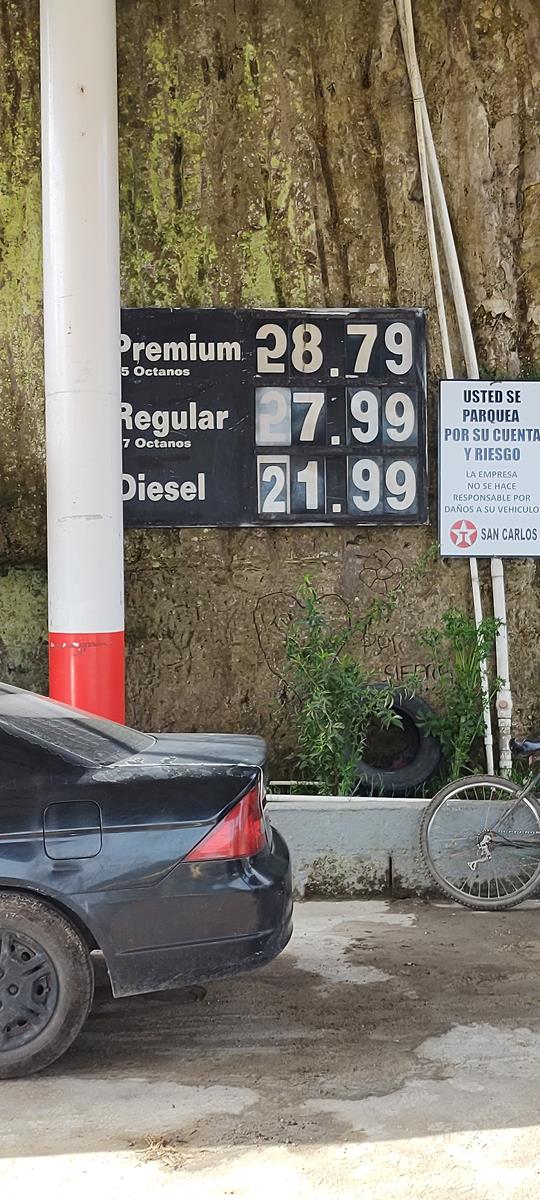 Premium 28.79
5 Octanos
Regular 27.99
7 Octanos
Diesel 21.99
USTED SE
PARQUEA
POR SU CUENTA
Y RIESGO
LA EMPRESA
NO SE HACE
RESPONSABLE POR
DAÑOS A SU VEHICULO
T SAN CARLOS